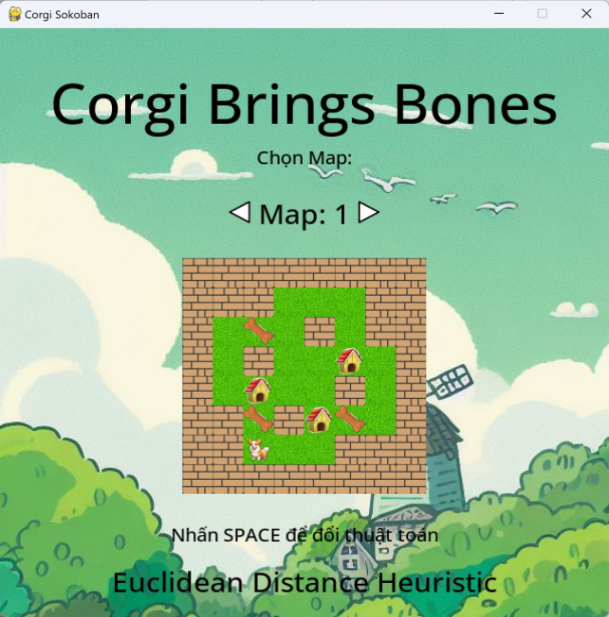 Corgi Sokoban
Corgi Brings Bones
Chọn Map:
Map: 1
Nhấn SPACE để đổi thuật toán
Euclidean Distance Heuristic